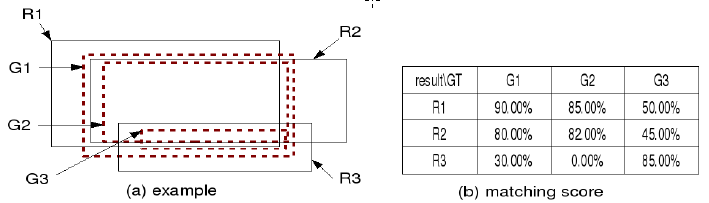 R1
R2
G1
G2
G3
R3
(a) example
result\GT G1 G2 G3
R1 90.00% 85.00% 50.00%
R2 80.00% 82.00% 45.00%
R3 30.00% 0.00% 85.00%
(b) matching score